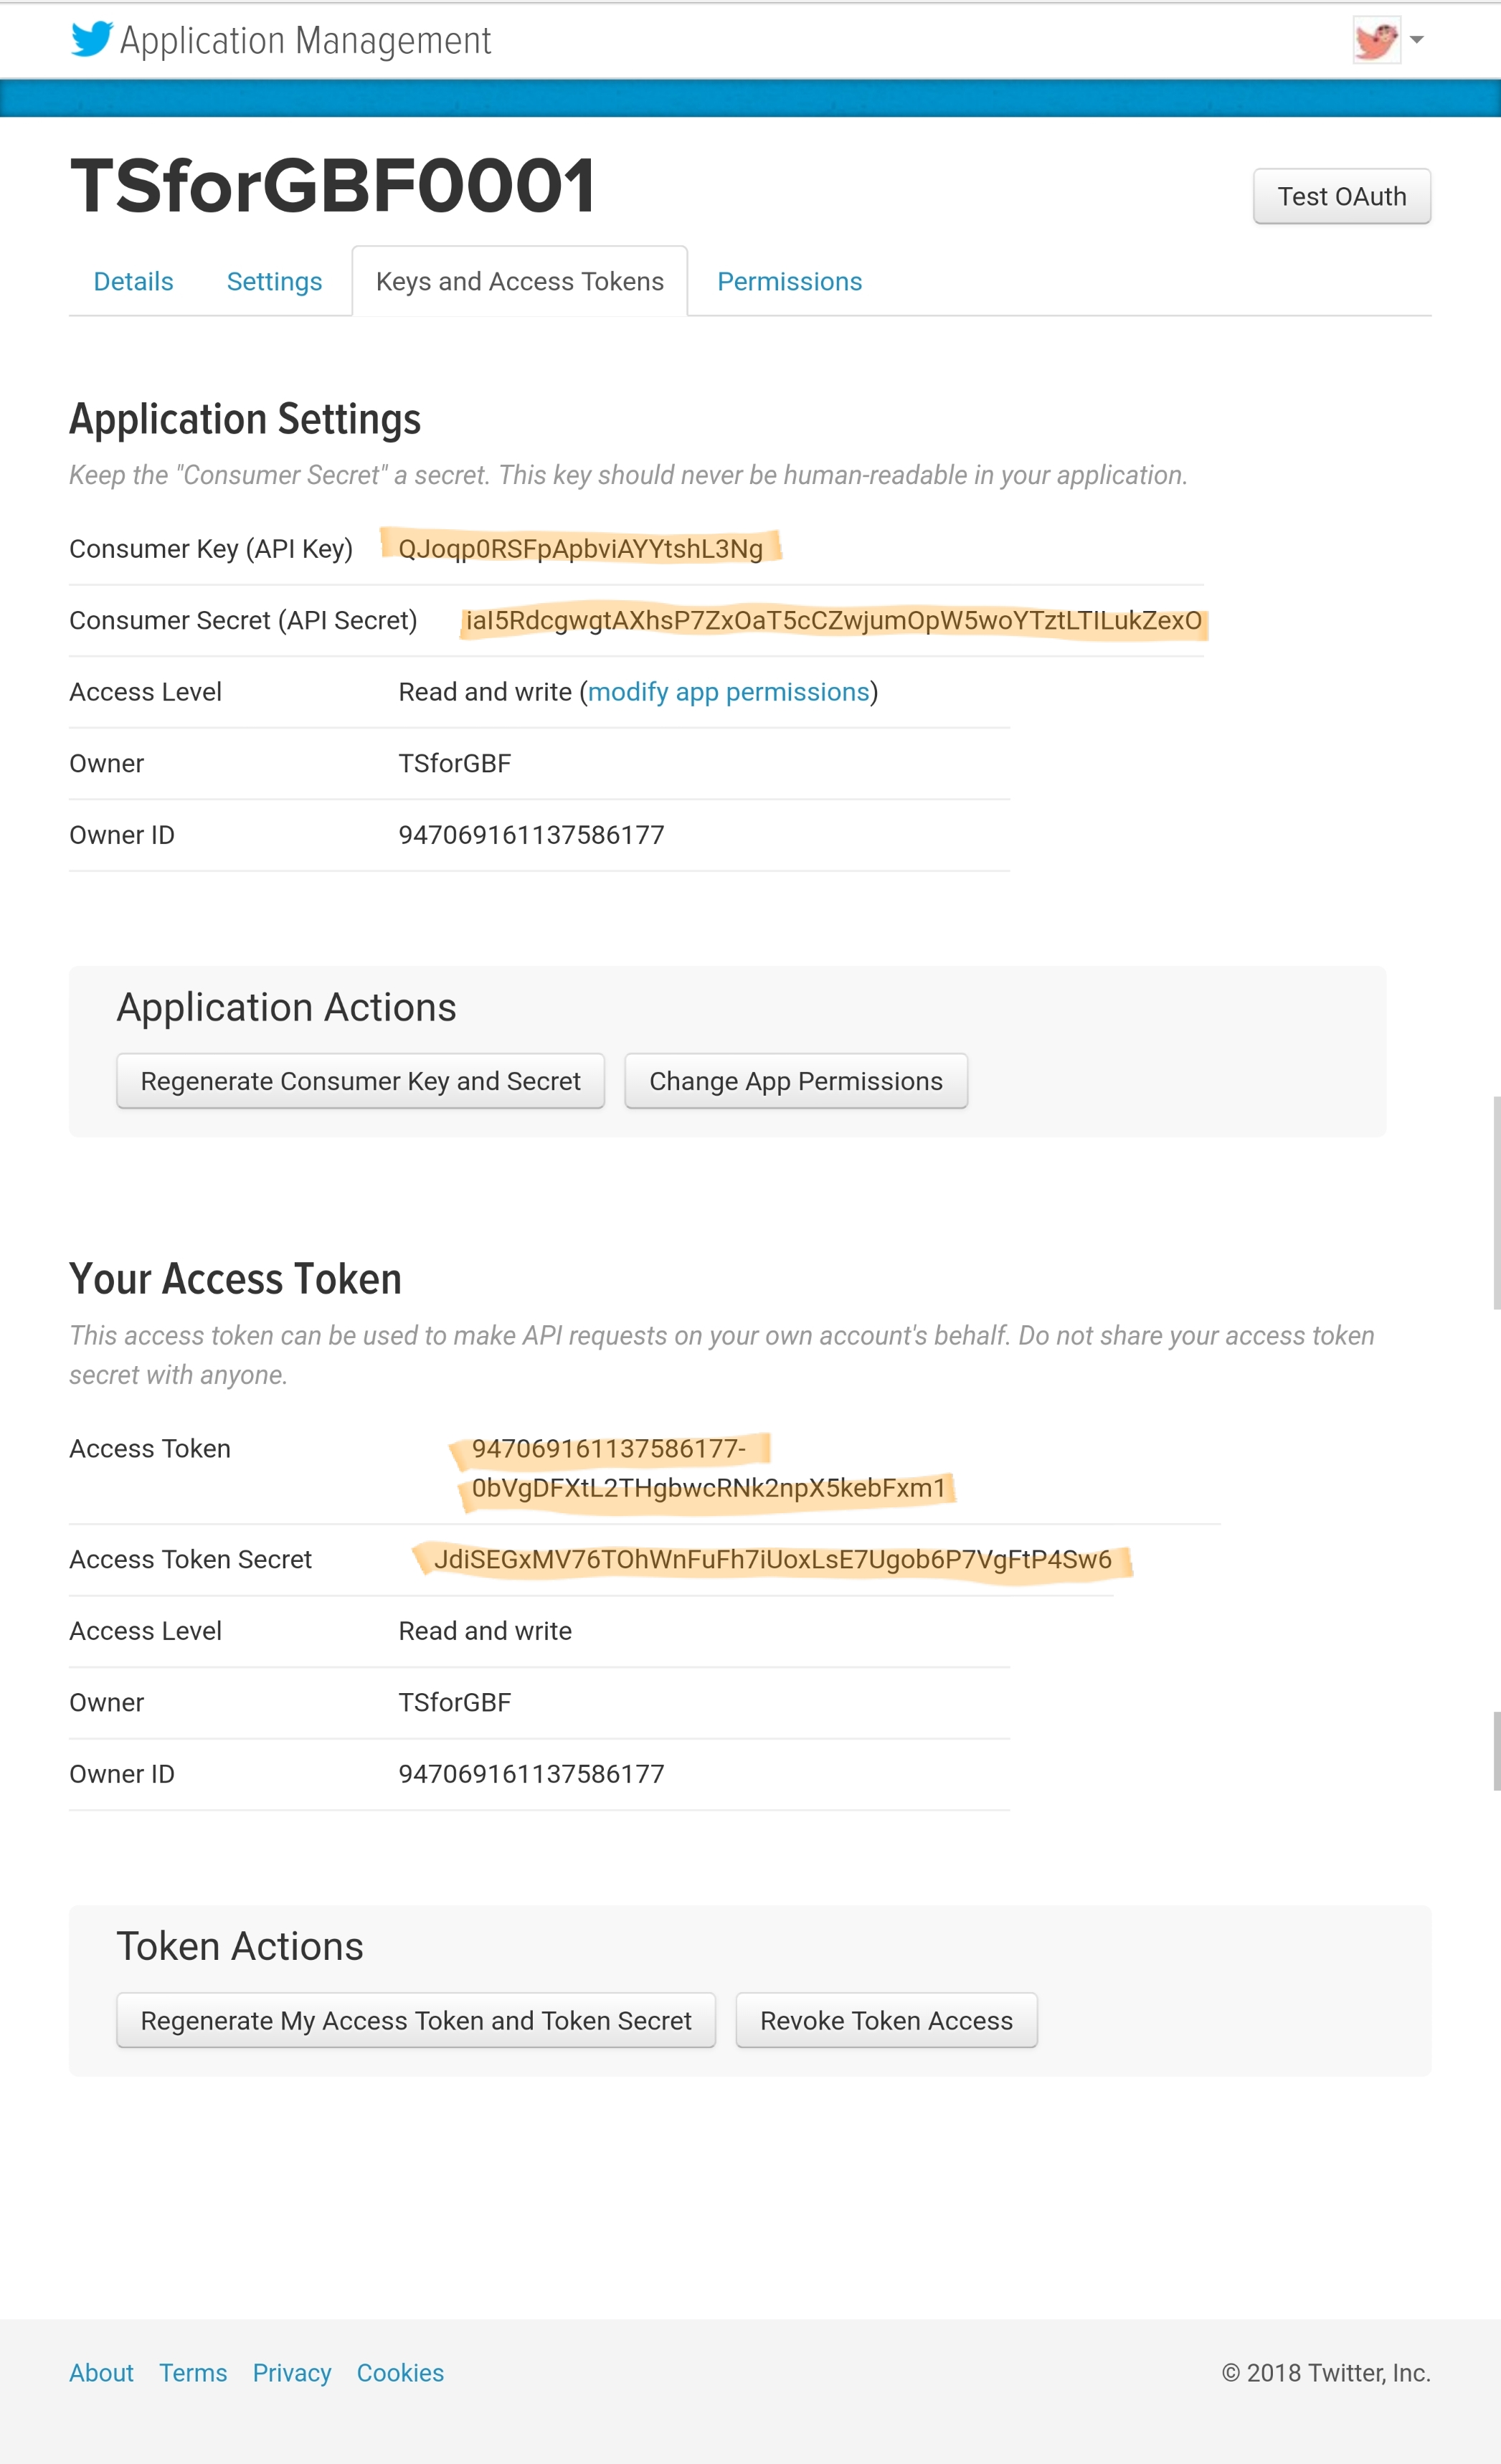 Application Management
TSforGBF0001
Test OAuth
Details Settings Keys and Access Tokens Permissions
Application Settings
Keep the "Consumer Secret" a secret. This key should never be human-readable in your application.
Consumer Key (API Key) QJoqp0RSFpApbviAYYtshL3Ng
Consumer Secret (API Secret) iaI5RdcgwgtAXhsP7ZxOaT5cCZwjumOpW5woYTztLTILukZexO
Access Level Read and write (modify app permissions)
Owner TSforGBF
Owner ID 947069161137586177
Application Actions
Regenerate Consumer Key and Secret Change App Permissions
Your Access Token
This access token can be used to make API requests on your own account's behalf. Do not share your access token
secret with anyone.
Access Token 947069161137586177-
0bVgDFXtL2THgbwcRNk2npX5kebFxm1
Access Token Secret JdiSEGxMV76TOhWnFuFh7iUoxLsE7Ugob6P7VgFtP4Sw6
Access Level Read and write
Owner TSforGBF
Owner ID 947069161137586177
Token Actions
Regenerate My Access Token and Token Secret Revoke Token Access
About Terms Privacy Cookies © 2018 Twitter, Inc.